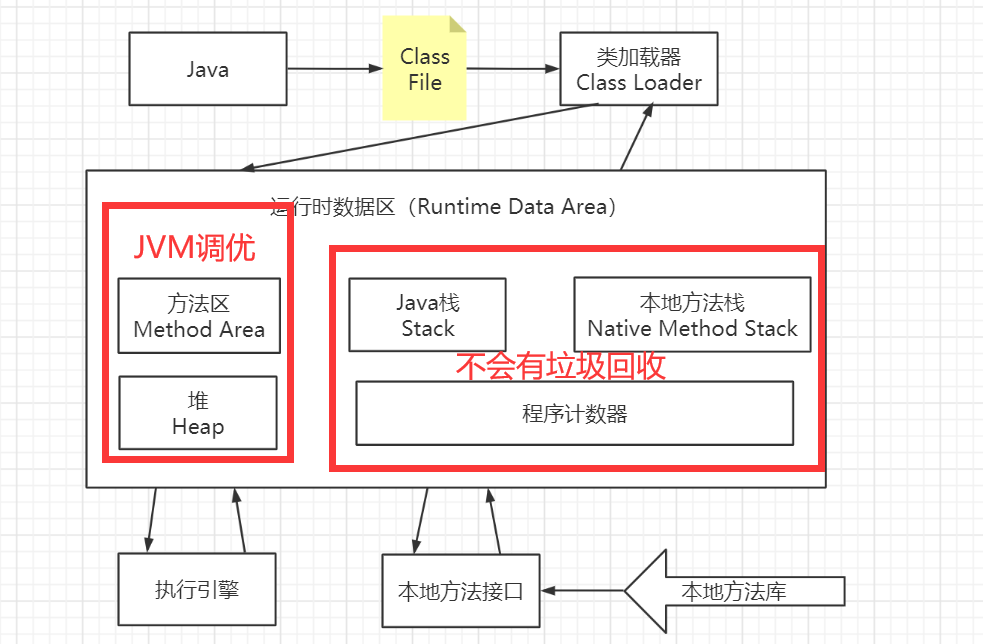 Java
Class
File
类加载器
Class Loader
运行时数据区（Runtime Data Area）
JVM调优
方法区
Method Area
堆
Heap
Java栈
Stack
本地方法栈
Native Method Stack
不会有垃圾回收
程序计数器
执行引擎
本地方法接口
本地方法库